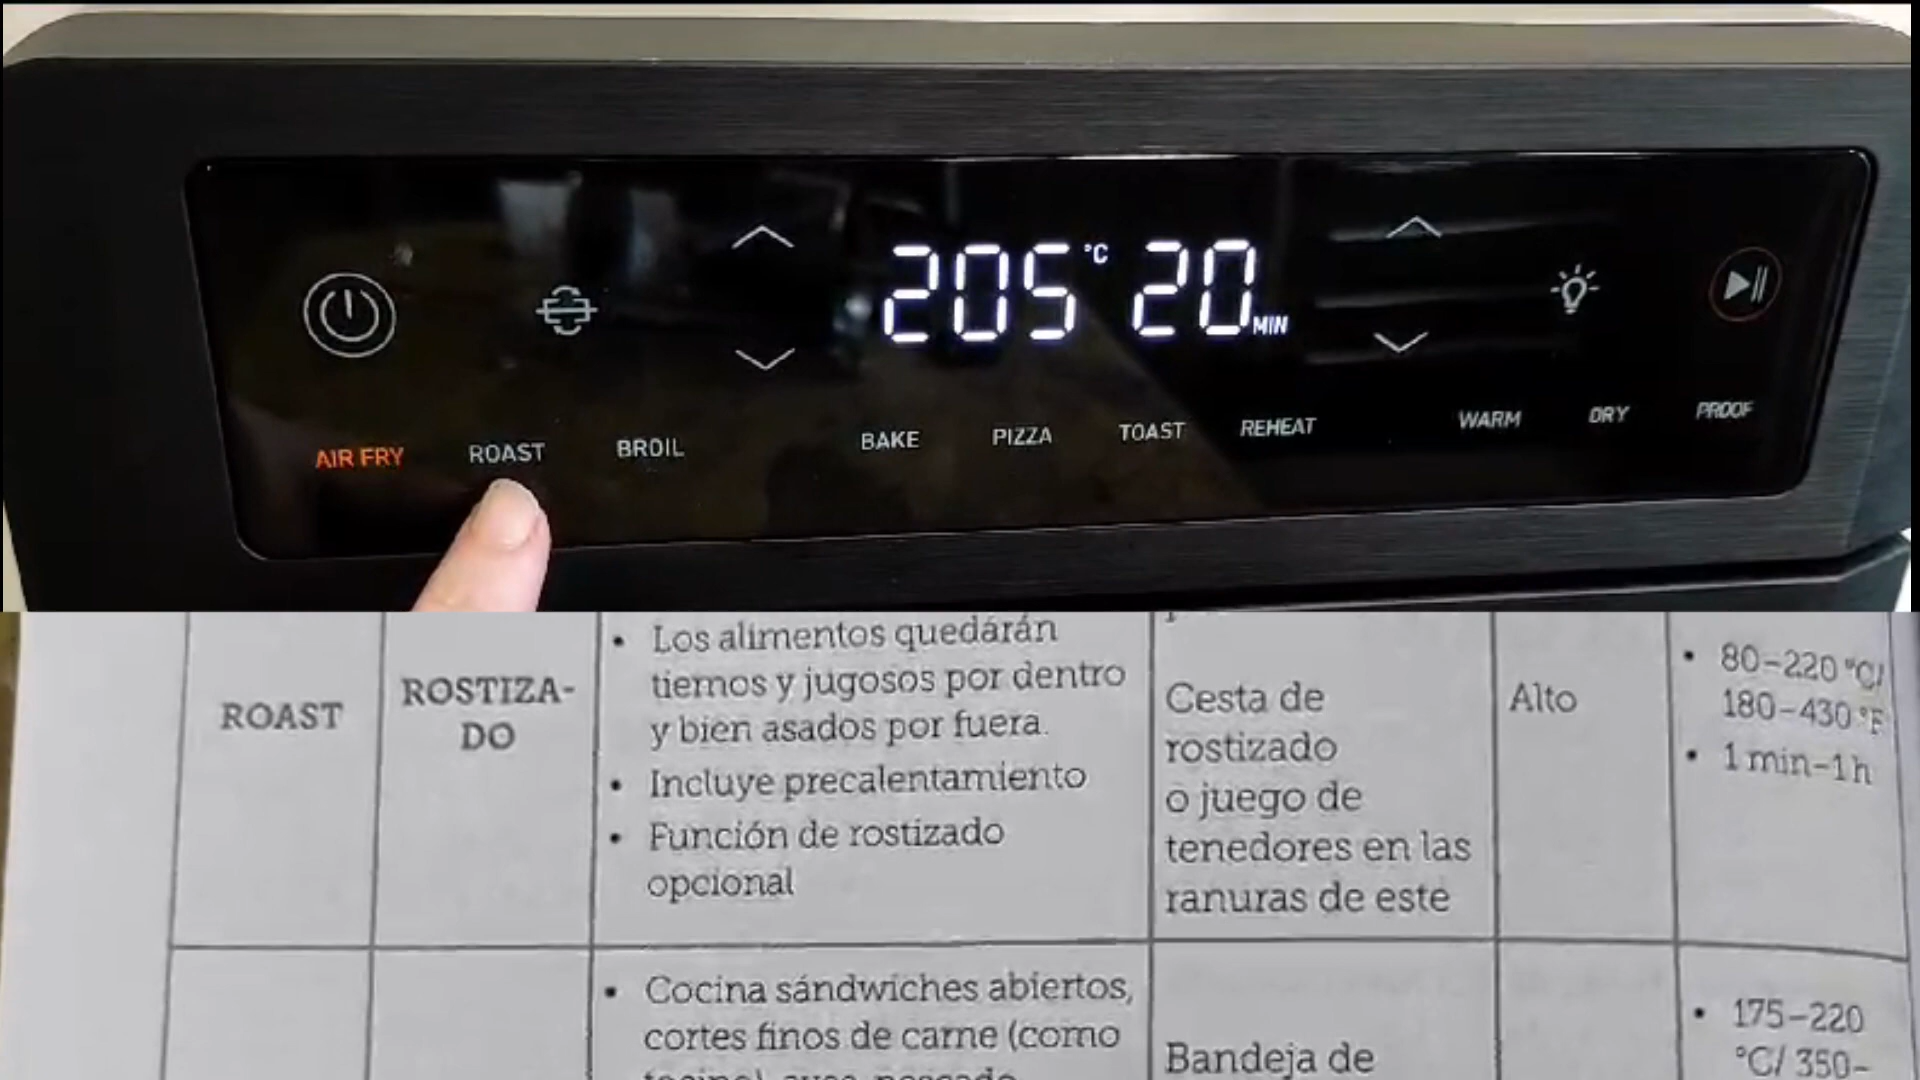 205 °C 20 MIN
AIR FRY ROAST BROIL BAKE PIZZA TOAST REHEAT WARM DRY PROOF
ROAST
ROSTIZA-
DO
• Los alimentos quedarán
tiernos y jugosos por dentro
y bien asados por fuera.
• Incluye precalentamiento
• Función de rostizado
opcional
Cesta de
rostizado
o juego de
tenedores en las
ranuras de este
Alto
• 80–220 °C/
180–430 °F
• 1 min–1 h
• Cocina sándwiches abiertos,
cortes finos de carne (como
Bandeja de
• 175–220
°C/ 350–